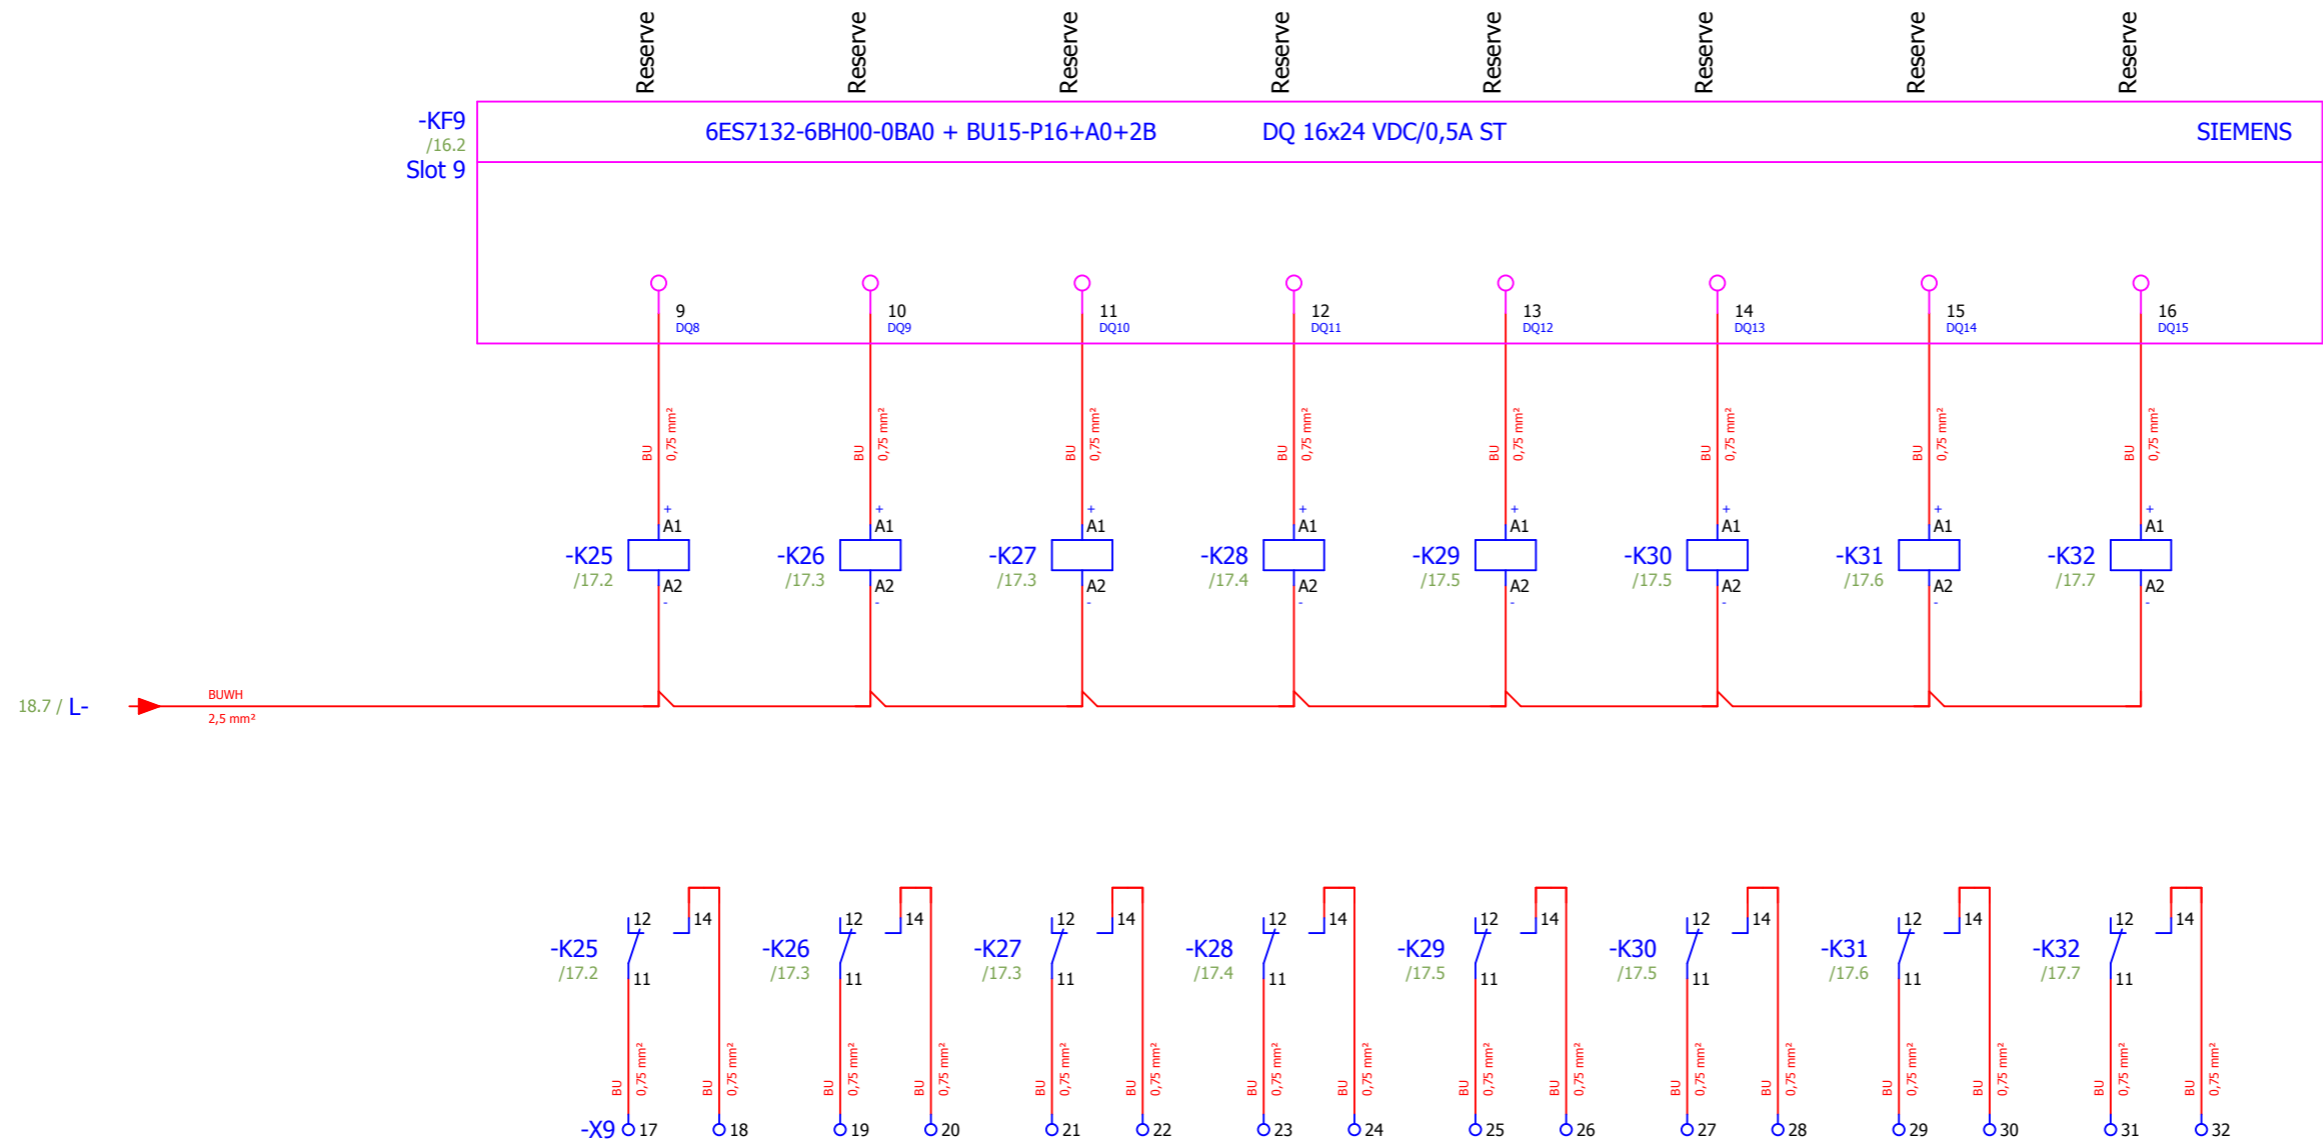 Reserve Reserve Reserve Reserve Reserve Reserve Reserve Reserve
-KF9 6ES7132-6BH00-0BA0 + BU15-P16+A0+2B DQ 16x24 VDC/0,5A ST SIEMENS
/16.2
Slot 9
9 10 11 12 13 14 15 16
DQ8 DQ9 DQ10 DQ11 DQ12 DQ13 DQ14 DQ15
BU 0,75 mm² BU 0,75 mm² BU 0,75 mm² BU 0,75 mm² BU 0,75 mm² BU 0,75 mm² BU 0,75 mm² BU 0,75 mm²
+ + + + + + + +
A1 A1 A1 A1 A1 A1 A1 A1
-K25 -K26 -K27 -K28 -K29 -K30 -K31 -K32
/17.2 /17.3 /17.3 /17.4 /17.5 /17.5 /17.6 /17.7
A2 A2 A2 A2 A2 A2 A2 A2
- - - - - - - -
BUWH
18.7 / L-
2,5 mm²
12 14 12 14 12 14 12 14 12 14 12 14 12 14 12 14
-K25 -K26 -K27 -K28 -K29 -K30 -K31 -K32
/17.2 /17.3 /17.3 /17.4 /17.5 /17.5 /17.6 /17.7
11 11 11 11 11 11 11 11
BU 0,75 mm² BU 0,75 mm² BU 0,75 mm² BU 0,75 mm² BU 0,75 mm² BU 0,75 mm² BU 0,75 mm² BU 0,75 mm² BU 0,75 mm² BU 0,75 mm² BU 0,75 mm² BU 0,75 mm² BU 0,75 mm² BU 0,75 mm² BU 0,75 mm² BU 0,75 mm²
-X9 17 18 19 20 21 22 23 24 25 26 27 28 29 30 31 32